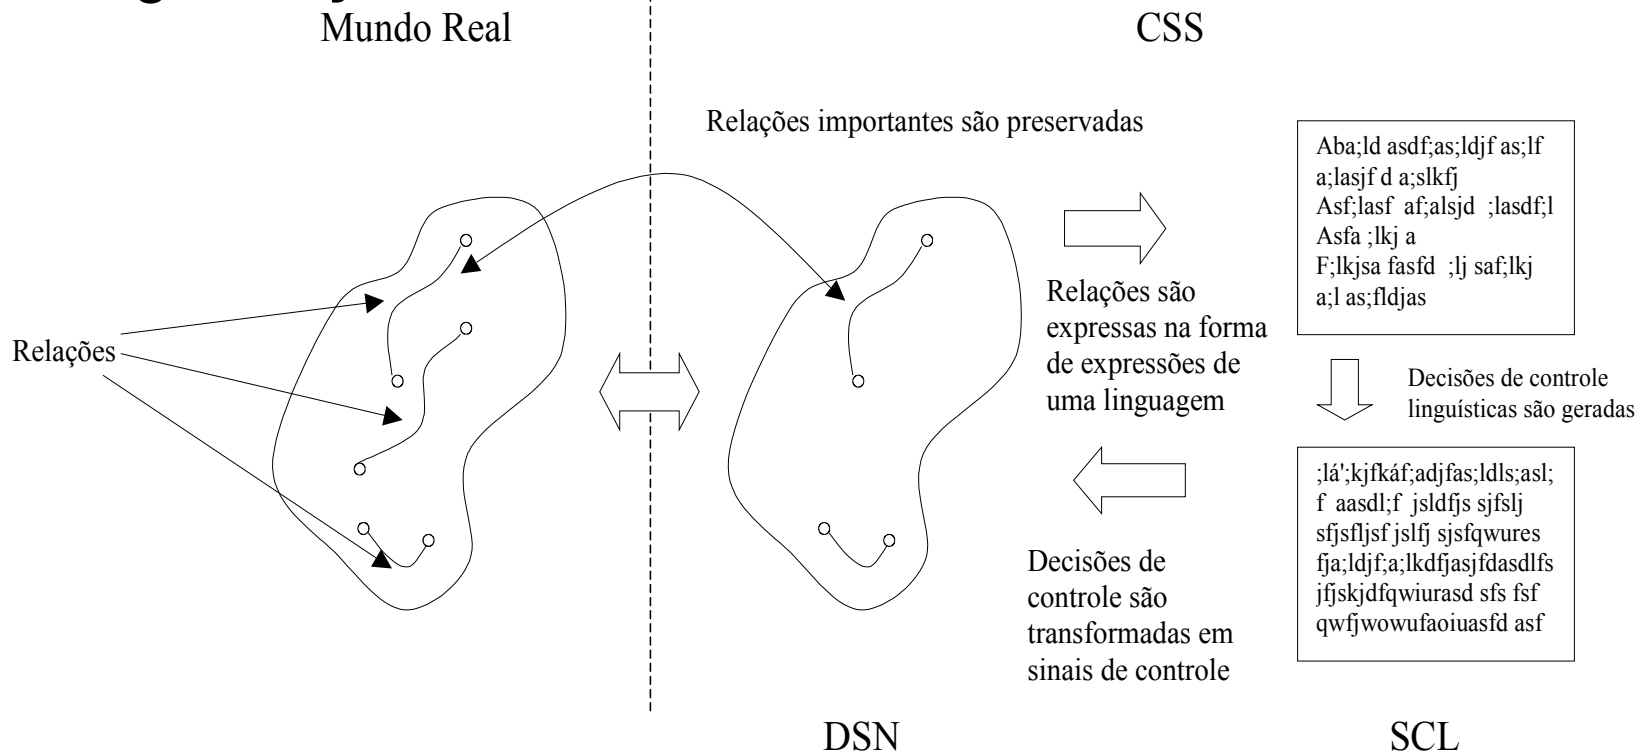 Mundo Real
CSS
Relações importantes são preservadas
Aba;ld asdf;as;ldjf as;lf
a;lasjf d a;slkfj
Asf;lasf af;alsjd ;lasdf;l
Asfa ;lkj a
F;lkjsa fasfd ;lj saf;lkj
a;l as;fldjas
Relações
Relações são
expressas na forma
de expressões de
uma linguagem
Decisões de controle
linguísticas são geradas
;lá';kjfkáf;adjfas;ldls;asl;
f aasdl;f jsldfjs sjfslj
sfjsfljsf jslfj sjsfqwures
fja;ldjf;a;lkdfjasjfdasdlfs
jfjskjdfqwiurasd sfs fsf
qwfjwowufaoiuasfd asf
Decisões de
controle são
transformadas em
sinais de controle
DSN
SCL